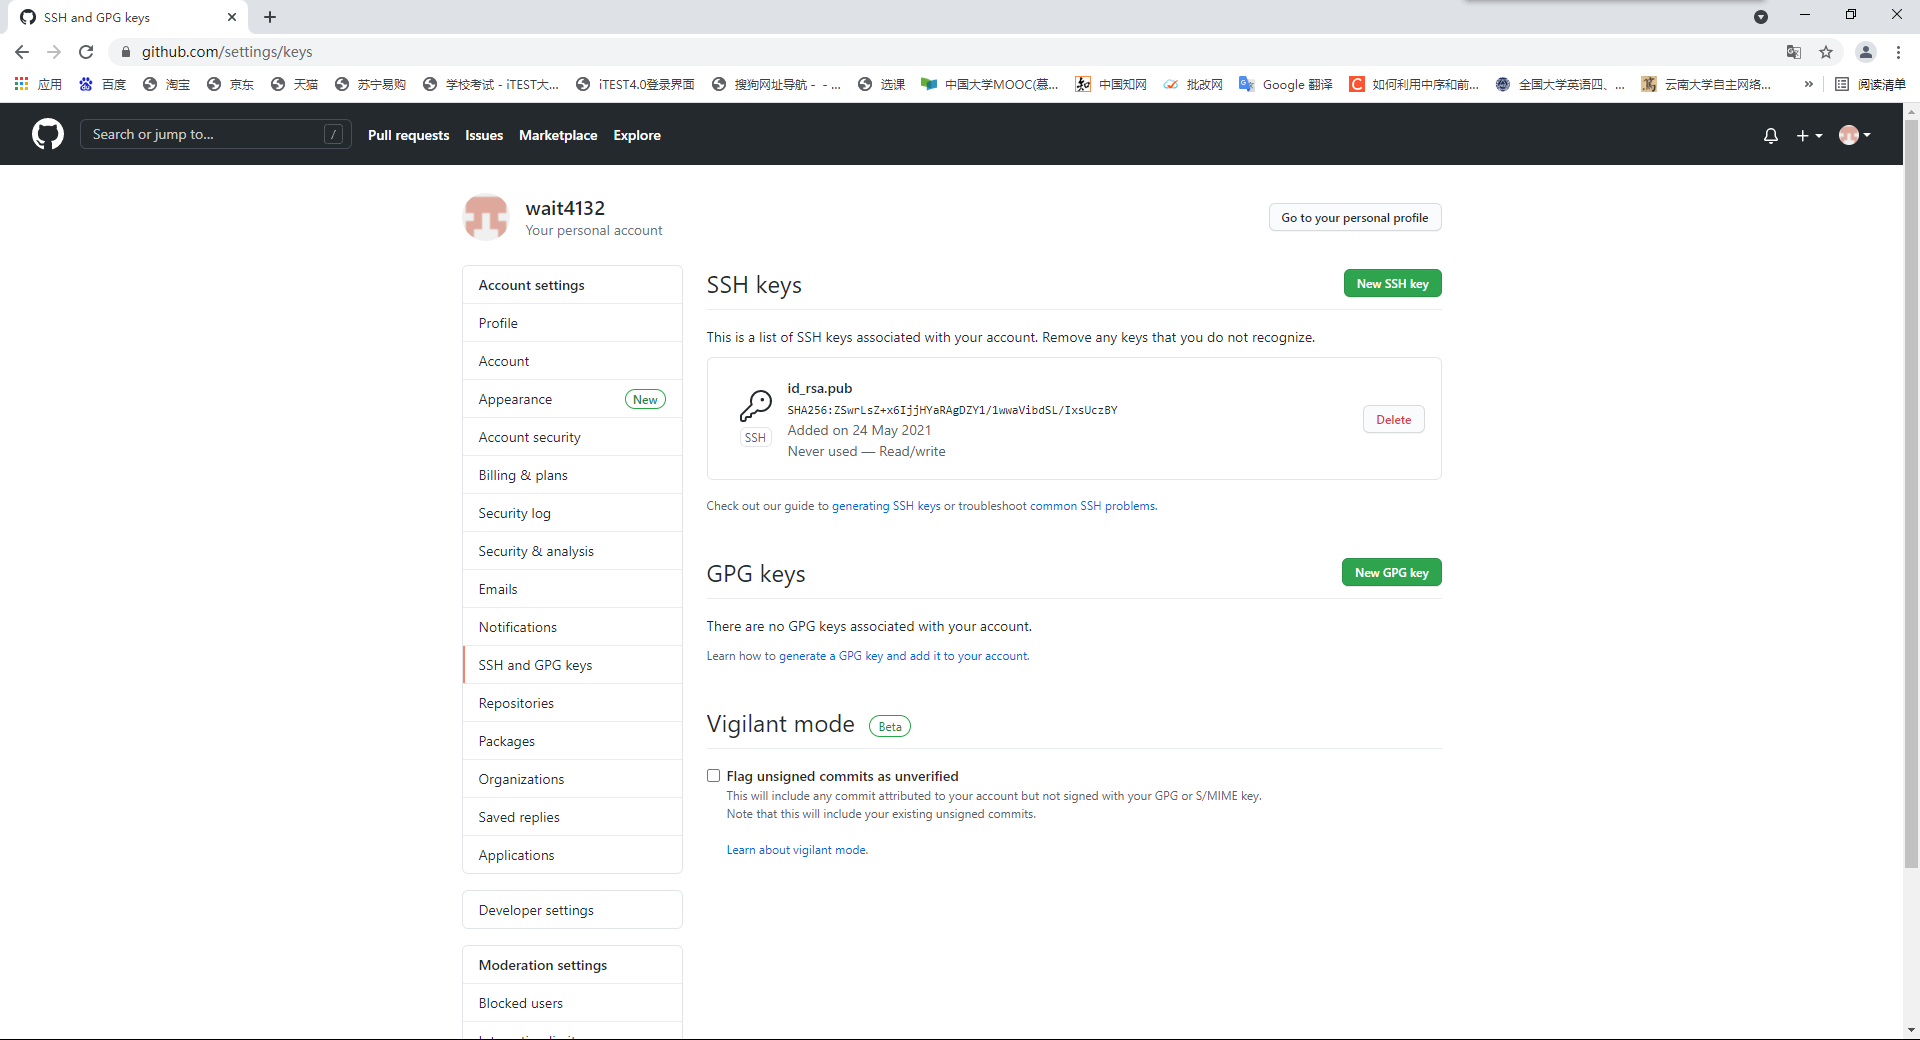 SSH and GPG keys
github.com/settings/keys
应用 百度 淘宝 京东 天猫 苏宁易购 学校考试 - iTEST大... iTEST4.0登录界面 搜狗网址导航 - - ... 选课 中国大学MOOC(慕... 中国知网 批改网 Google 翻译 如何利用中序和前... 全国大学英语四、... 云南大学自主网络... » 阅读清单
Search or jump to... / Pull requests Issues Marketplace Explore
wait4132
Your personal account
Go to your personal profile
Account settings
Profile
Account
Appearance New
Account security
Billing & plans
Security log
Security & analysis
Emails
Notifications
SSH and GPG keys
Repositories
Packages
Organizations
Saved replies
Applications
Developer settings
Moderation settings
Blocked users
SSH keys
New SSH key
This is a list of SSH keys associated with your account. Remove any keys that you do not recognize.
id_rsa.pub
SHA256:ZSwrLsZ+x6IjjHYaRAgDZY1/1wwaVibdSL/IxsUczBY
SSH
Added on 24 May 2021
Never used — Read/write
Delete
Check out our guide to generating SSH keys or troubleshoot common SSH problems.
GPG keys
New GPG key
There are no GPG keys associated with your account.
Learn how to generate a GPG key and add it to your account.
Vigilant mode Beta
Flag unsigned commits as unverified
This will include any commit attributed to your account but not signed with your GPG or S/MIME key.
Note that this will include your existing unsigned commits.
Learn about vigilant mode.